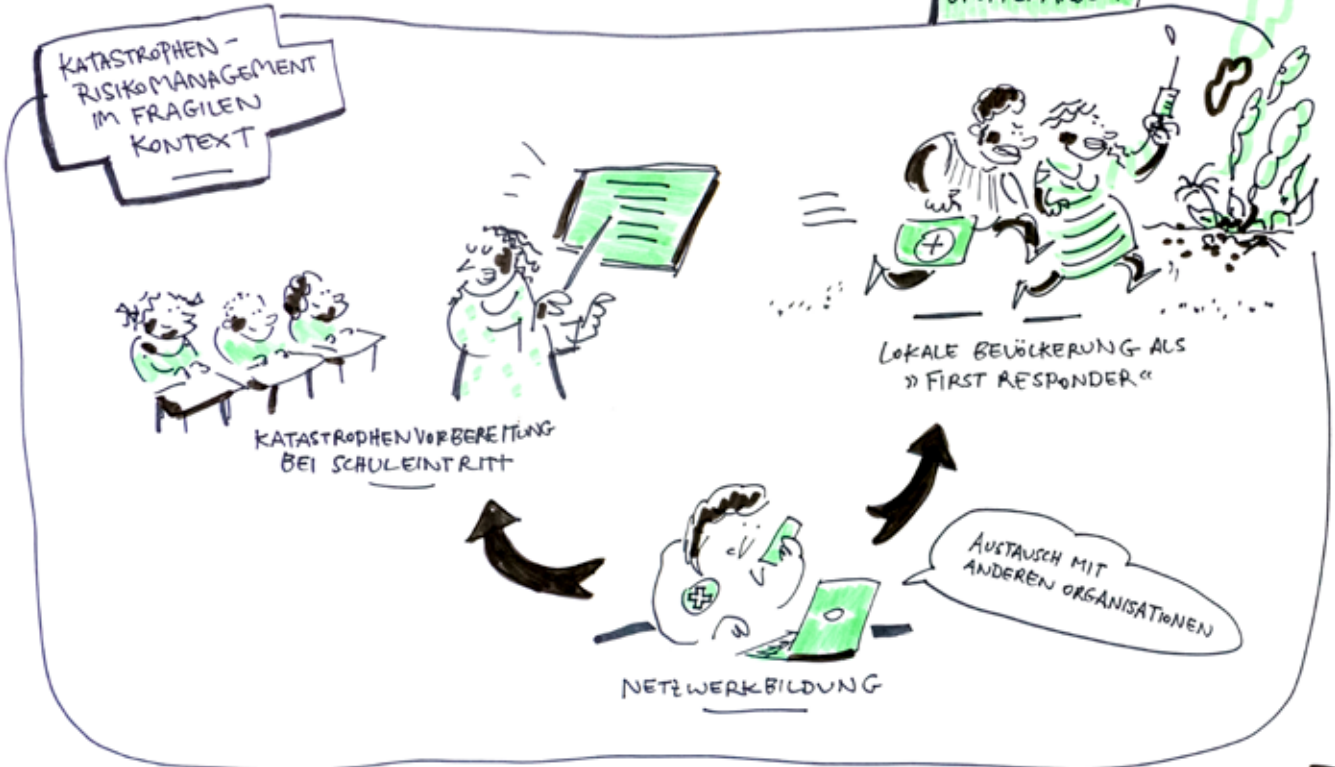 KATASTROPHEN-
RISIKOMANAGEMENT
IM FRAGILEN
KONTEXT
KATASTROPHENVORBEREITUNG
BEI SCHULEINTRITT
LOKALE BEVÖLKERUNG ALS
»FIRST RESPONDER«
AUSTAUSCH MIT
ANDEREN ORGANISATIONEN
NETZWERKBILDUNG